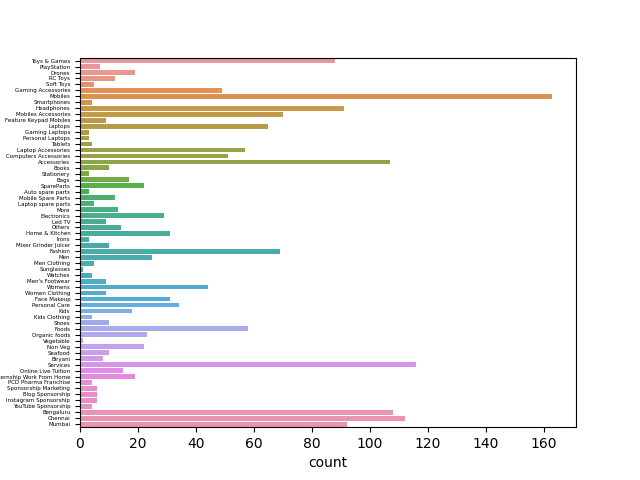 Toys & Games
PlayStation
Drones
RC Toys
Soft Toys
Gaming Accessories
Mobiles
Smartphones
Headphones
Mobiles Accessories
Feature Keypad Mobiles
Laptops
Gaming Laptops
Personal Laptops
Tablets
Laptop Accessories
Computers Accessories
Accessories
Books
Stationery
Bags
SpareParts
Auto spare parts
Mobile Spare Parts
Laptop spare parts
More
Electronics
Led TV
Others
Home & Kitchen
Irons
Mixer Grinder Juicer
Fashion
Men
Men Clothing
Sunglasses
Watches
Men's Footwear
Womens
Women Clothing
Face Makeup
Personal Care
Kids
Kids Clothing
Shoes
Foods
Organic foods
Vegetable
Non Veg
Seafood
Biryani
Services
Online Live Tuition
ternship Work From Home
PCD Pharma Franchise
Sponsorship Marketing
Blog Sponsorship
Instagram Sponsorship
YouTube Sponsorship
Bengaluru
Chennai
Mumbai
0 20 40 60 80 100 120 140 160
count